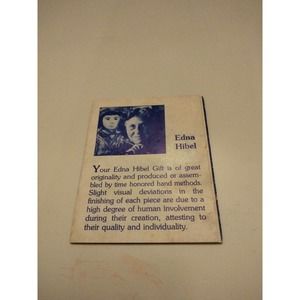 Edna
Hibel
Your Edna Hibel Gift is of great
originality and produced or assem-
bled by time honored hand methods.
Slight visual deviations in the
finishing of each piece are due to a
high degree of human involvement
during their creation, attesting to
their quality and individuality.